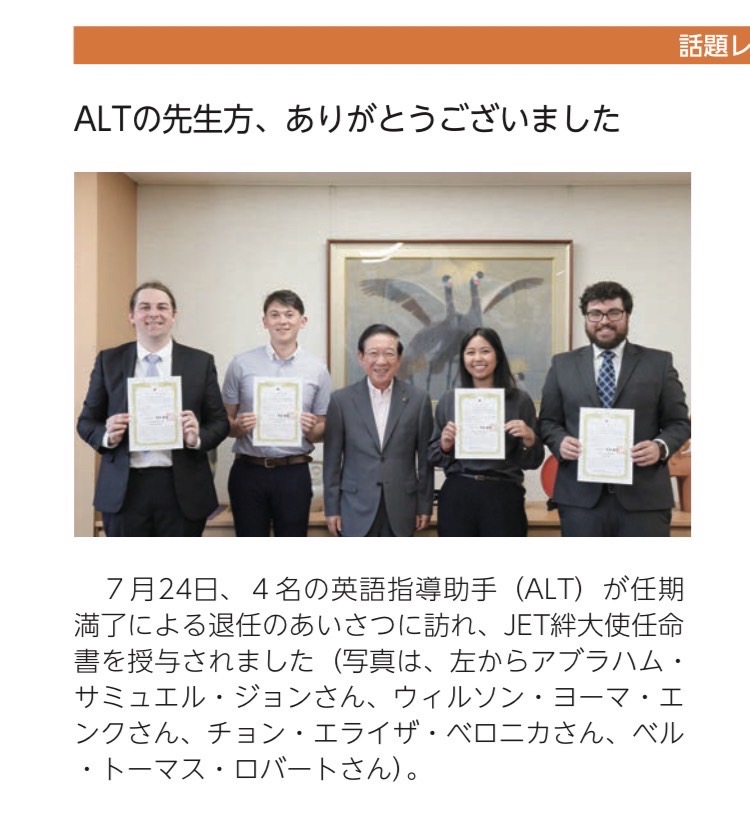 話題レ
ALTの先生方、ありがとうございました
７月24日、４名の英語指導助手（ALT）が任期
満了による退任のあいさつに訪れ、JET絆大使任命
書を授与されました（写真は、左からアブラハム・
サミュエル・ジョンさん、ウィルソン・ヨーマ・エ
ンクさん、チョン・エライザ・ベロニカさん、ベル
・トーマス・ロバートさん）。